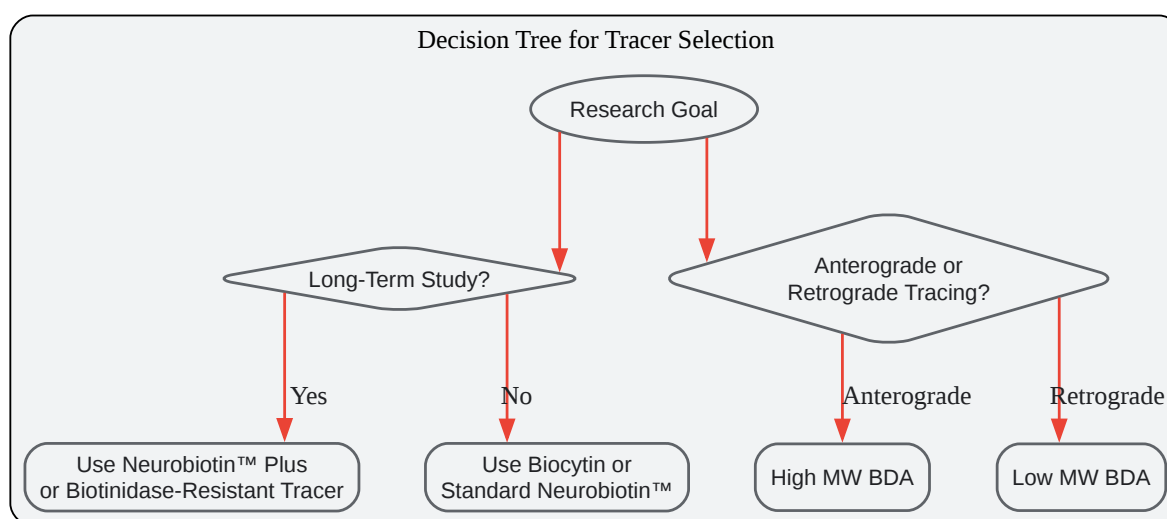 Decision Tree for Tracer Selection
Research Goal
Long-Term Study?
Anterograde or
Retrograde Tracing?
Yes
No
Anterograde
Retrograde
Use Neurobiotin™ Plus
or Biotinidase-Resistant Tracer
Use Biocytin or
Standard Neurobiotin™
High MW BDA
Low MW BDA